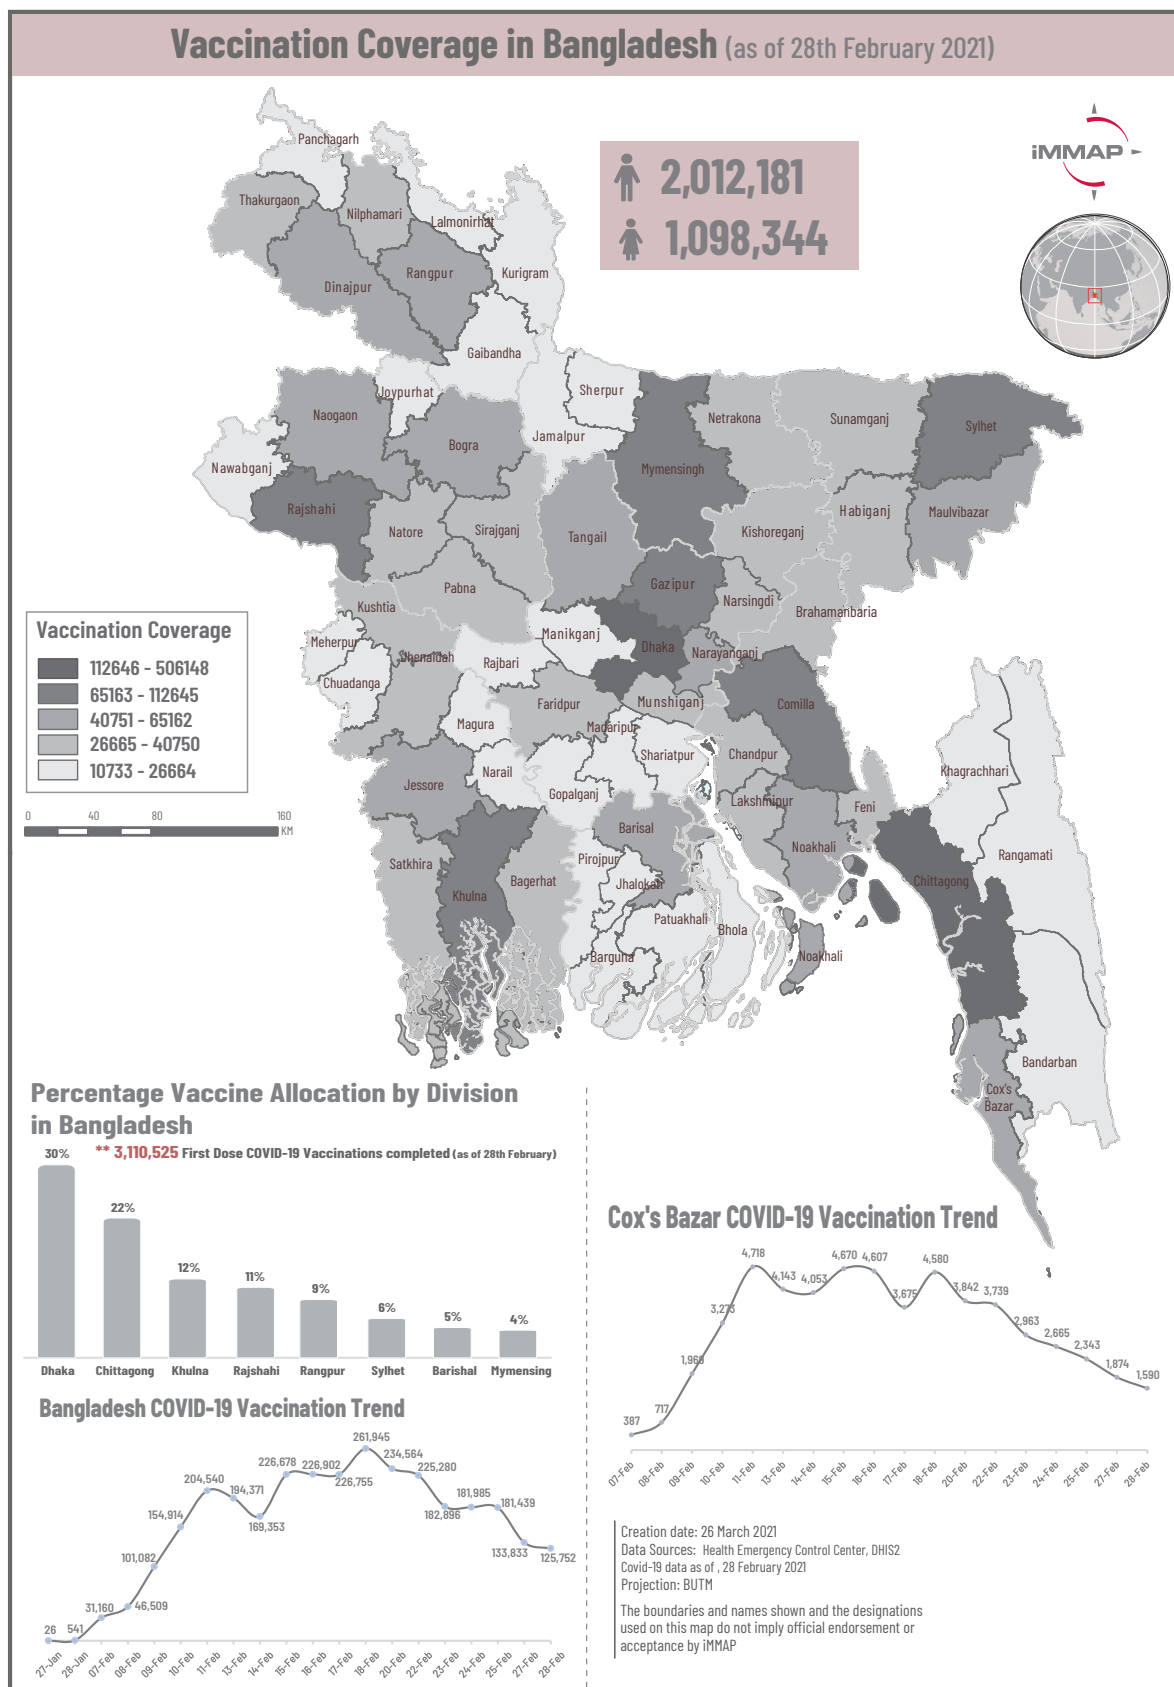 Vaccination Coverage in Bangladesh (as of 28th February 2021)
iMMAP
2,012,181
1,098,344
Panchagarh
Thakurgaon
Nilphamari
Lalmonirhat
Dinajpur
Rangpur
Kurigram
Gaibandha
Joypurhat
Sherpur
Naogaon
Bogra
Jamalpur
Netrakona
Sunamganj
Sylhet
Nawabganj
Mymensingh
Rajshahi
Natore
Sirajganj
Tangail
Kishoreganj
Habiganj
Maulvibazar
Pabna
Gazipur
Narsingdi
Brahamanbaria
Kushtia
Manikganj
Dhaka
Narayanganj
Meherpur
Jhenaidah
Rajbari
Chuadanga
Faridpur
Munshiganj
Comilla
Magura
Madaripur
Shariatpur
Chandpur
Khagrachhari
Narail
Jessore
Gopalganj
Lakshmipur
Feni
Barisal
Noakhali
Rangamati
Satkhira
Pirojpur
Bagerhat
Jhalokati
Khulna
Chittagong
Patuakhali
Bhola
Barguna
Noakhali
Bandarban
Cox's
Bazar
Vaccination Coverage
112646 - 506148
65163 - 112645
40751 - 65162
26665 - 40750
10733 - 26664
0 40 80 160
KM
Percentage Vaccine Allocation by Division
in Bangladesh
** 3,110,525 First Dose COVID-19 Vaccinations completed (as of 28th February)
30%
22%
12%
11%
9%
6%
5%
4%
Dhaka Chittagong Khulna Rajshahi Rangpur Sylhet Barishal Mymensing
Bangladesh COVID-19 Vaccination Trend
26
541
31,160
46,509
101,082
154,914
204,540
194,371
169,353
226,678
226,902
226,755
261,945
234,564
225,280
182,896
181,985
181,439
133,833
125,752
27-Jan 28-Jan 07-Feb 08-Feb 09-Feb 10-Feb 11-Feb 13-Feb 14-Feb 15-Feb 16-Feb 17-Feb 18-Feb 20-Feb 22-Feb 23-Feb 24-Feb 25-Feb 27-Feb 28-Feb
Cox's Bazar COVID-19 Vaccination Trend
387
717
1,969
3,273
4,718
4,143
4,053
4,670
4,607
3,675
4,580
3,842
3,739
2,963
2,665
2,343
1,874
1,590
07-Feb 08-Feb 09-Feb 10-Feb 11-Feb 13-Feb 14-Feb 15-Feb 16-Feb 17-Feb 18-Feb 20-Feb 22-Feb 23-Feb 24-Feb 25-Feb 27-Feb 28-Feb
Creation date: 26 March 2021
Data Sources: Health Emergency Control Center, DHIS2
Covid-19 data as of , 28 February 2021
Projection: BUTM
The boundaries and names shown and the designations
used on this map do not imply official endorsement or
acceptance by iMMAP